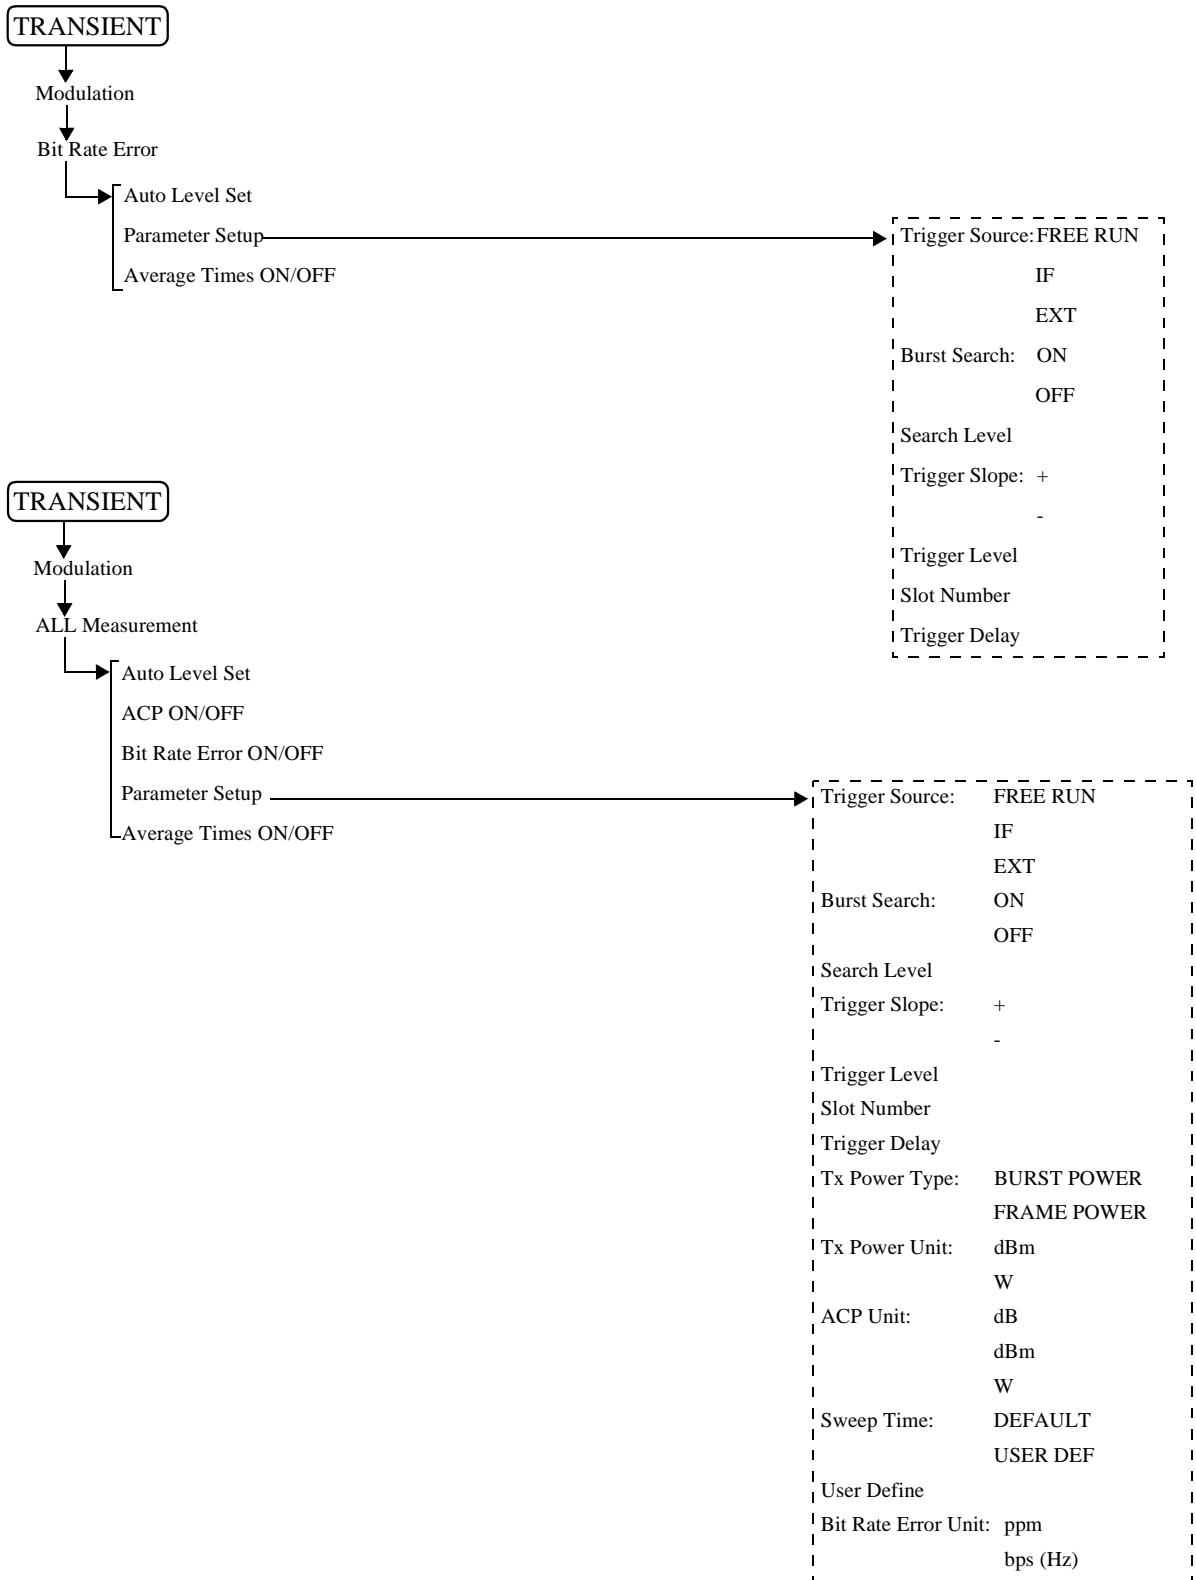 TRANSIENT
Modulation
Bit Rate Error
Auto Level Set
Parameter Setup
Average Times ON/OFF
Trigger Source: FREE RUN
IF
EXT
Burst Search: ON
OFF
Search Level
Trigger Slope: +
-
Trigger Level
Slot Number
Trigger Delay
TRANSIENT
Modulation
ALL Measurement
Auto Level Set
ACP ON/OFF
Bit Rate Error ON/OFF
Parameter Setup
Average Times ON/OFF
Trigger Source: FREE RUN
IF
EXT
Burst Search: ON
OFF
Search Level
Trigger Slope: +
-
Trigger Level
Slot Number
Trigger Delay
Tx Power Type: BURST POWER
FRAME POWER
Tx Power Unit: dBm
W
ACP Unit: dB
dBm
W
Sweep Time: DEFAULT
USER DEF
User Define
Bit Rate Error Unit: ppm
bps (Hz)